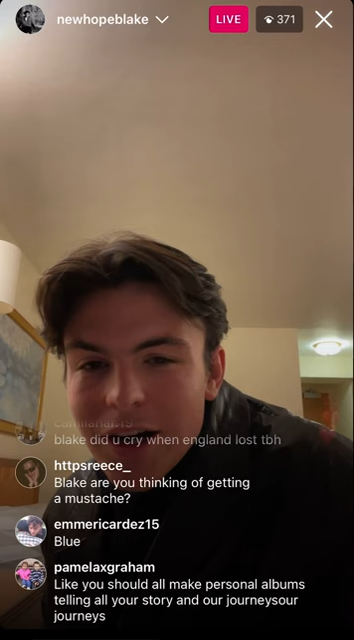 newhopeblake
LIVE
371
blake did u cry when england lost tbh
httpsreece_
Blake are you thinking of getting
a mustache?
emmericardez15
Blue
pamelaxgraham
Like you should all make personal albums
telling all your story and our journeysour
journeys